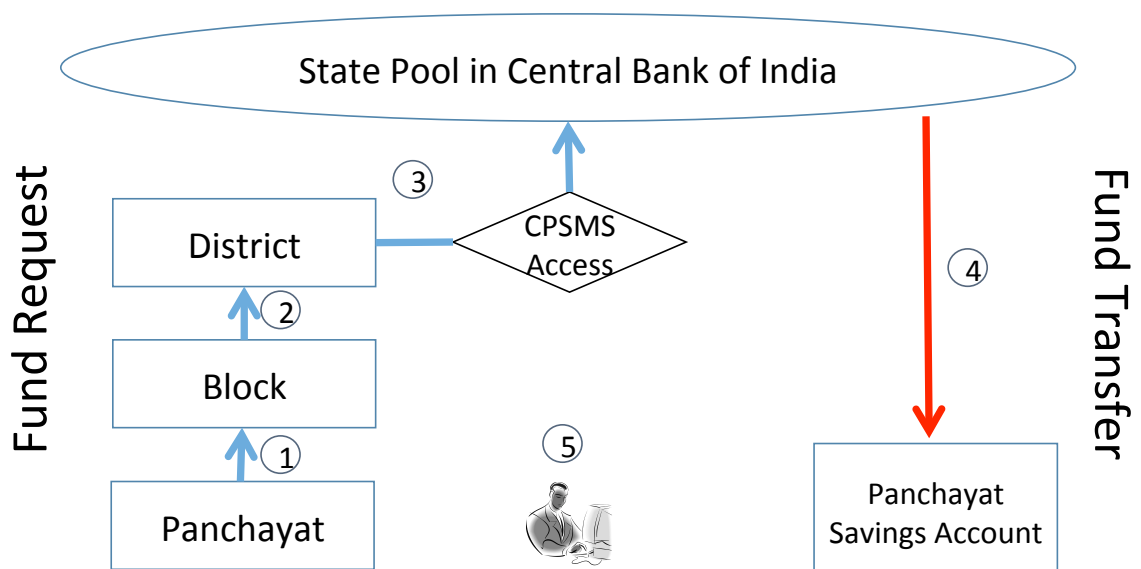 State Pool in Central Bank of India
Fund Request
Fund Transfer
3
District
CPSMS
Access
4
2
Block
5
1
Panchayat
Panchayat
Savings Account